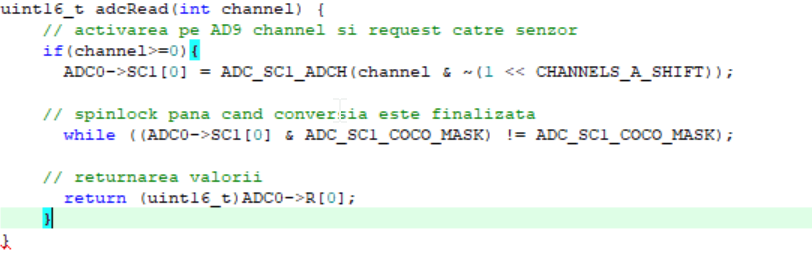 uint16_t adcRead(int channel) {
// activarea pe AD9 channel si request catre senzor
if(channel>=0){
ADC0->SC1[0] = ADC_SC1_ADCH(channel & ~(1 << CHANNELS_A_SHIFT));
// spinlock pana cand conversia este finalizata
while ((ADC0->SC1[0] & ADC_SC1_COCO_MASK) != ADC_SC1_COCO_MASK);
// returnarea valorii
return (uint16_t)ADC0->R[0];
}
}